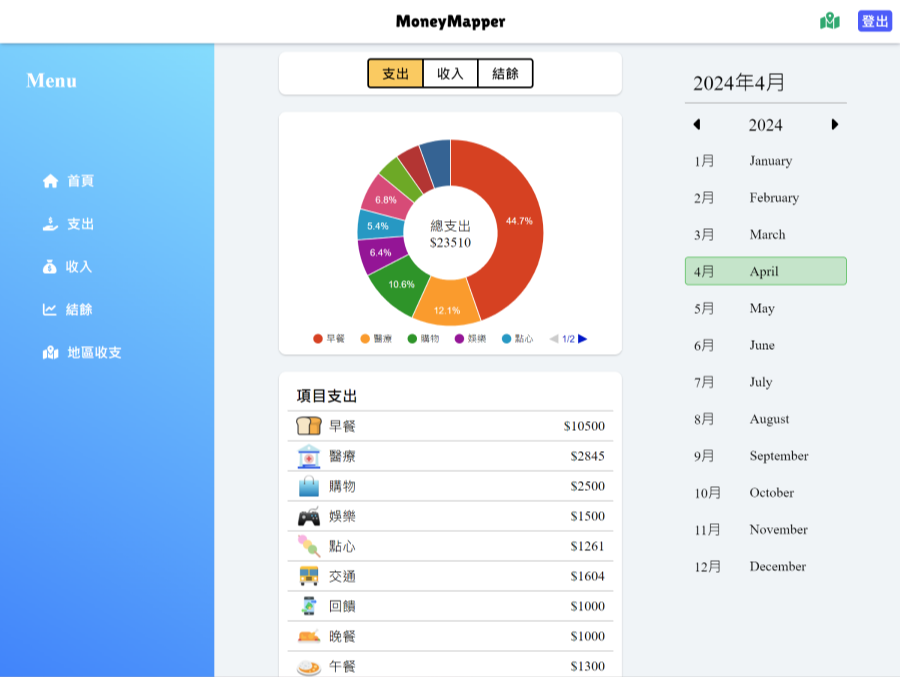 MoneyMapper
登出
Menu
首頁
支出
收入
結餘
地區收支
支出 收入 結餘
44.7%
12.1%
10.6%
6.4%
5.4%
6.8%
總支出
$23510
早餐 醫療 購物 娛樂 點心 1/2
項目支出
早餐 $10500
醫療 $2845
購物 $2500
娛樂 $1500
點心 $1261
交通 $1604
回饋 $1000
晚餐 $1000
午餐 $1300
2024年4月
2024
1月 January
2月 February
3月 March
4月 April
5月 May
6月 June
7月 July
8月 August
9月 September
10月 October
11月 November
12月 December